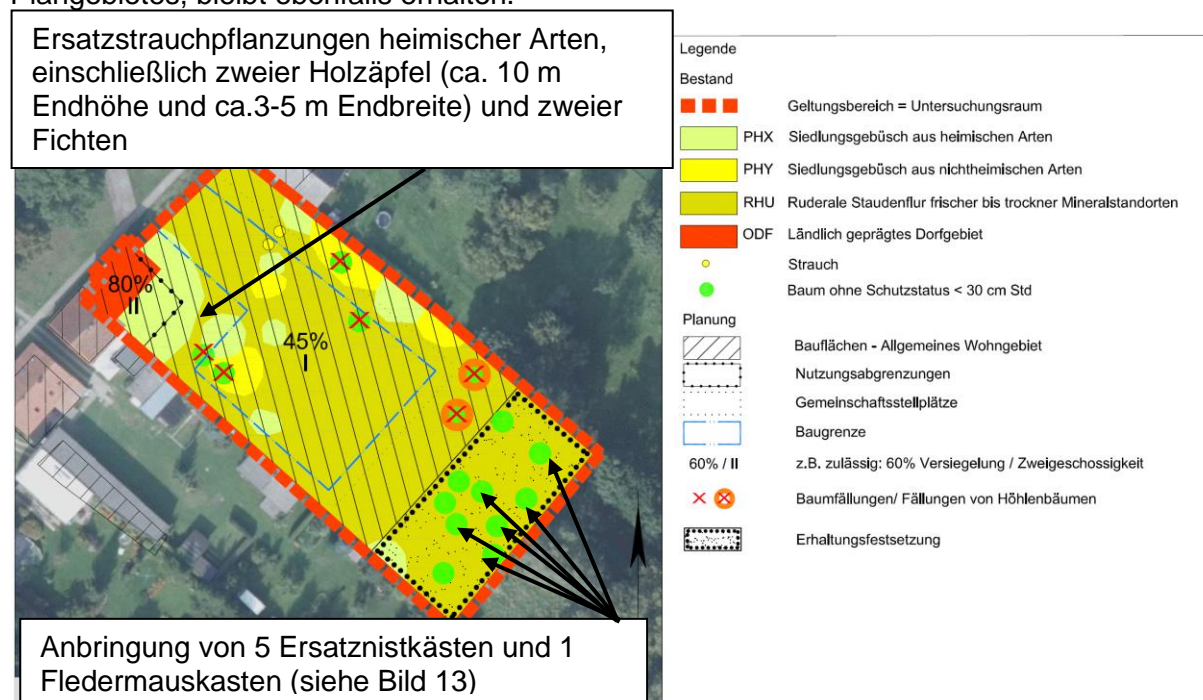 Plangebietes, bleibt ebenfalls erhalten.
Ersatzstrauchpflanzungen heimischer Arten,
einschließlich zweier Holzäpfel (ca. 10 m
Endhöhe und ca.3-5 m Endbreite) und zweier
Fichten
80%
II
45%
I
Anbringung von 5 Ersatznistkästen und 1
Fledermauskasten (siehe Bild 13)
Legende
Bestand
Geltungsbereich = Untersuchungsraum
PHX Siedlungsgebüsch aus heimischen Arten
PHY Siedlungsgebüsch aus nichtheimischen Arten
RHU Ruderale Staudenflur frischer bis trockner Mineralstandorten
ODF Ländlich geprägtes Dorfgebiet
Strauch
Baum ohne Schutzstatus < 30 cm Std
Planung
Bauflächen - Allgemeines Wohngebiet
Nutzungsabgrenzungen
Gemeinschaftsstellplätze
Baugrenze
60% / II z.B. zulässig: 60% Versiegelung / Zweigeschossigkeit
Baumfällungen/ Fällungen von Höhlenbäumen
Erhaltungsfestsetzung